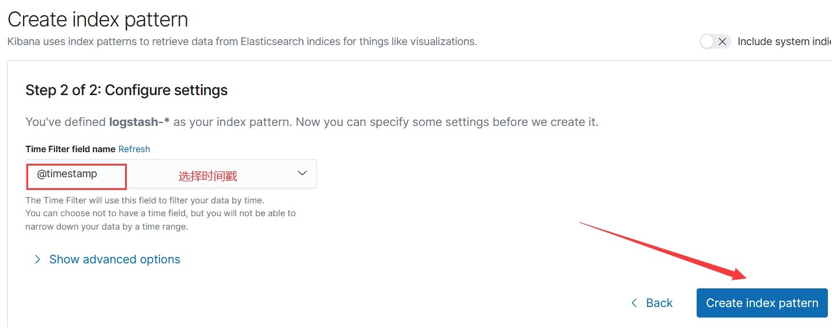 Create index pattern
Kibana uses index patterns to retrieve data from Elasticsearch indices for things like visualizations.
Include system indi
Step 2 of 2: Configure settings
You've defined logstash-* as your index pattern. Now you can specify some settings before we create it.
Time Filter field name Refresh
@timestamp 选择时间戳
The Time Filter will use this field to filter your data by time.
You can choose not to have a time field, but you will not be able to
narrow down your data by a time range.
Show advanced options
Back Create index pattern